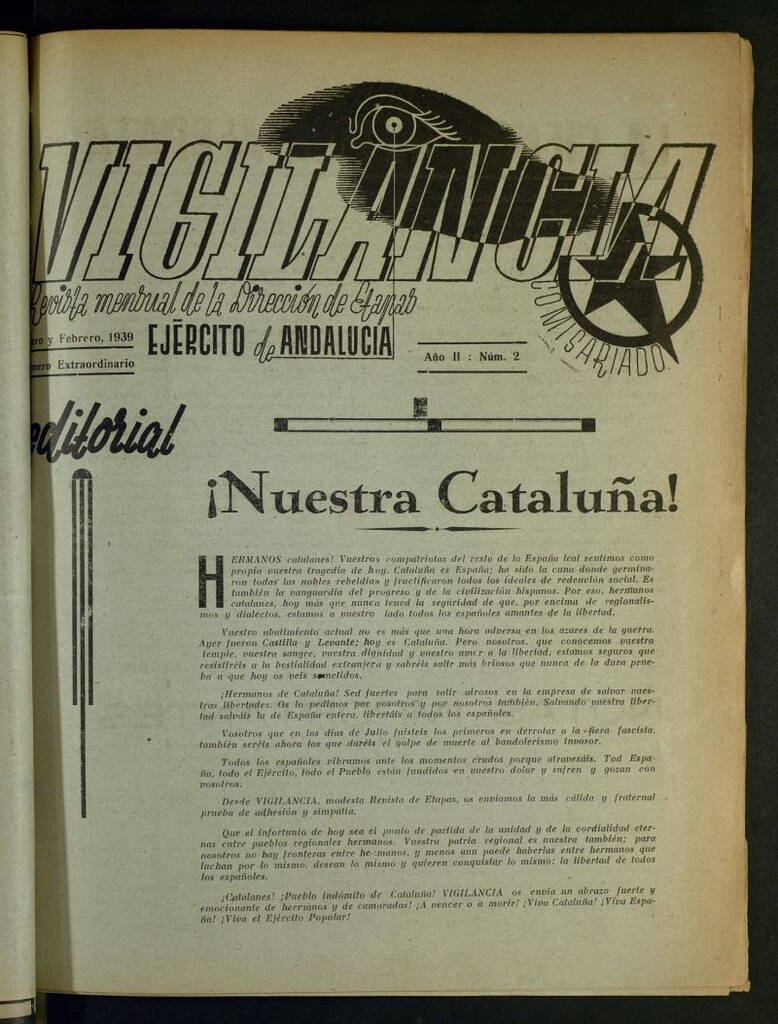 VIGILANCIA
Revista mensual de la Dirección de Etapas
ero y Febrero, 1939
EJÉRCITO de ANDALUCÍA
Año II : Núm. 2
mero Extraordinario
COMISARIADO
editorial
¡Nuestra Cataluña!
HERMANOS catalanes! Vuestros compatriotas del resto de la España leal sentimos como
propia vuestra tragedia de hoy. Cataluña es España; ha sido la cuna donde germina-
ron todas las nobles rebeldías y fructificaron todos los ideales de redención social. Es
también la vanguardia del progreso y de la civilización hispanos. Por eso, hermanos
catalanes, hoy más que nunca tened la seguridad de que, por encima de regionalis-
mos y dialectos, estamos a vuestro lado todos los españoles amantes de la libertad.
Vuestro abatimiento actual no es más que una hora adversa en los azares de la guerra.
Ayer fueron Castilla y Levante; hoy es Cataluña. Pero nosotros, que conocemos vuestro
temple, vuestra sangre, vuestra dignidad y vuestro amor a la libertad, estamos seguros que
resistiréis a la bestialidad extranjera y sabréis salir más briosos que nunca de la dura prue-
ba a que hoy os veis sometidos.
¡Hermanos de Cataluña! Sed fuertes para salir airosos en la empresa de salvar vues-
tras libertades. Os lo pedimos por vosotros y por nosotros también. Salvando vuestra liber-
tad salváis la de España entera, libertáis a todos los españoles.
Vosotros que en los días de Julio fuisteis los primeros en derrotar a la fiera fascista,
también seréis ahora los que daréis el golpe de muerte al bandolerismo invasor.
Todos los españoles vibramos ante los momentos crudos porque atravesáis. Tod Espa-
ña, todo el Ejército, todo el Pueblo están fundidos en vuestro dolor y sufren y gozan con
vosotros.
Desde VIGILANCIA, modesta Revista de Etapas, os enviamos la más cálida y fraternal
prueba de adhesión y simpatía.
Que el infortunio de hoy sea el punto de partida de la unidad y de la cordialidad eter-
nas entre pueblos regionales hermanos. Vuestra patria regional es nuestra también; para
nosotros no hay fronteras entre hermanos, y menos aun puede haberlas entre hermanos que
luchan por lo mismo, desean lo mismo y quieren conquistar lo mismo: la libertad de todos
los españoles.
¡Catalanes! ¡Pueblo indómito de Cataluña! VIGILANCIA os envía un abrazo fuerte y
emocionante de hermanos y de camaradas! ¡A vencer o a morir! ¡Viva Cataluña! ¡Viva Espa-
ña! ¡Viva el Ejército Popular!